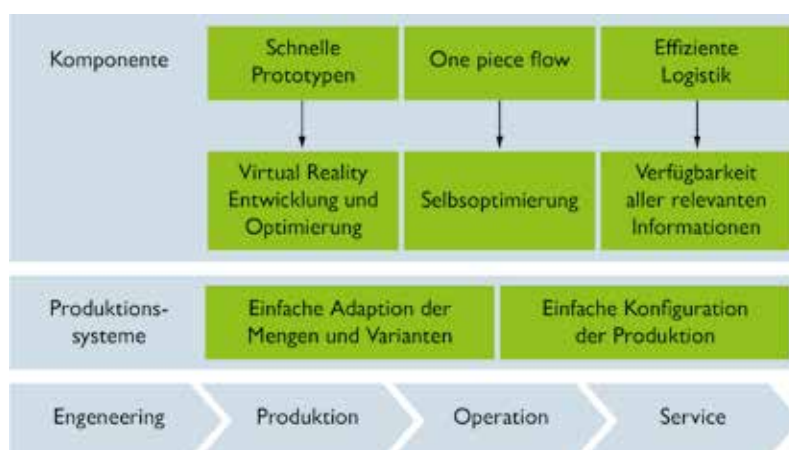 Komponente
Schnelle
Prototypen
One piece flow
Effiziente
Logistik
Virtual Reality
Entwicklung und
Optimierung
Selbsoptimierung
Verfügbarkeit
aller relevanten
Informationen
Produktions-
systeme
Einfache Adaption der
Mengen und Varianten
Einfache Konfiguration
der Produktion
Engeneering
Produktion
Operation
Service